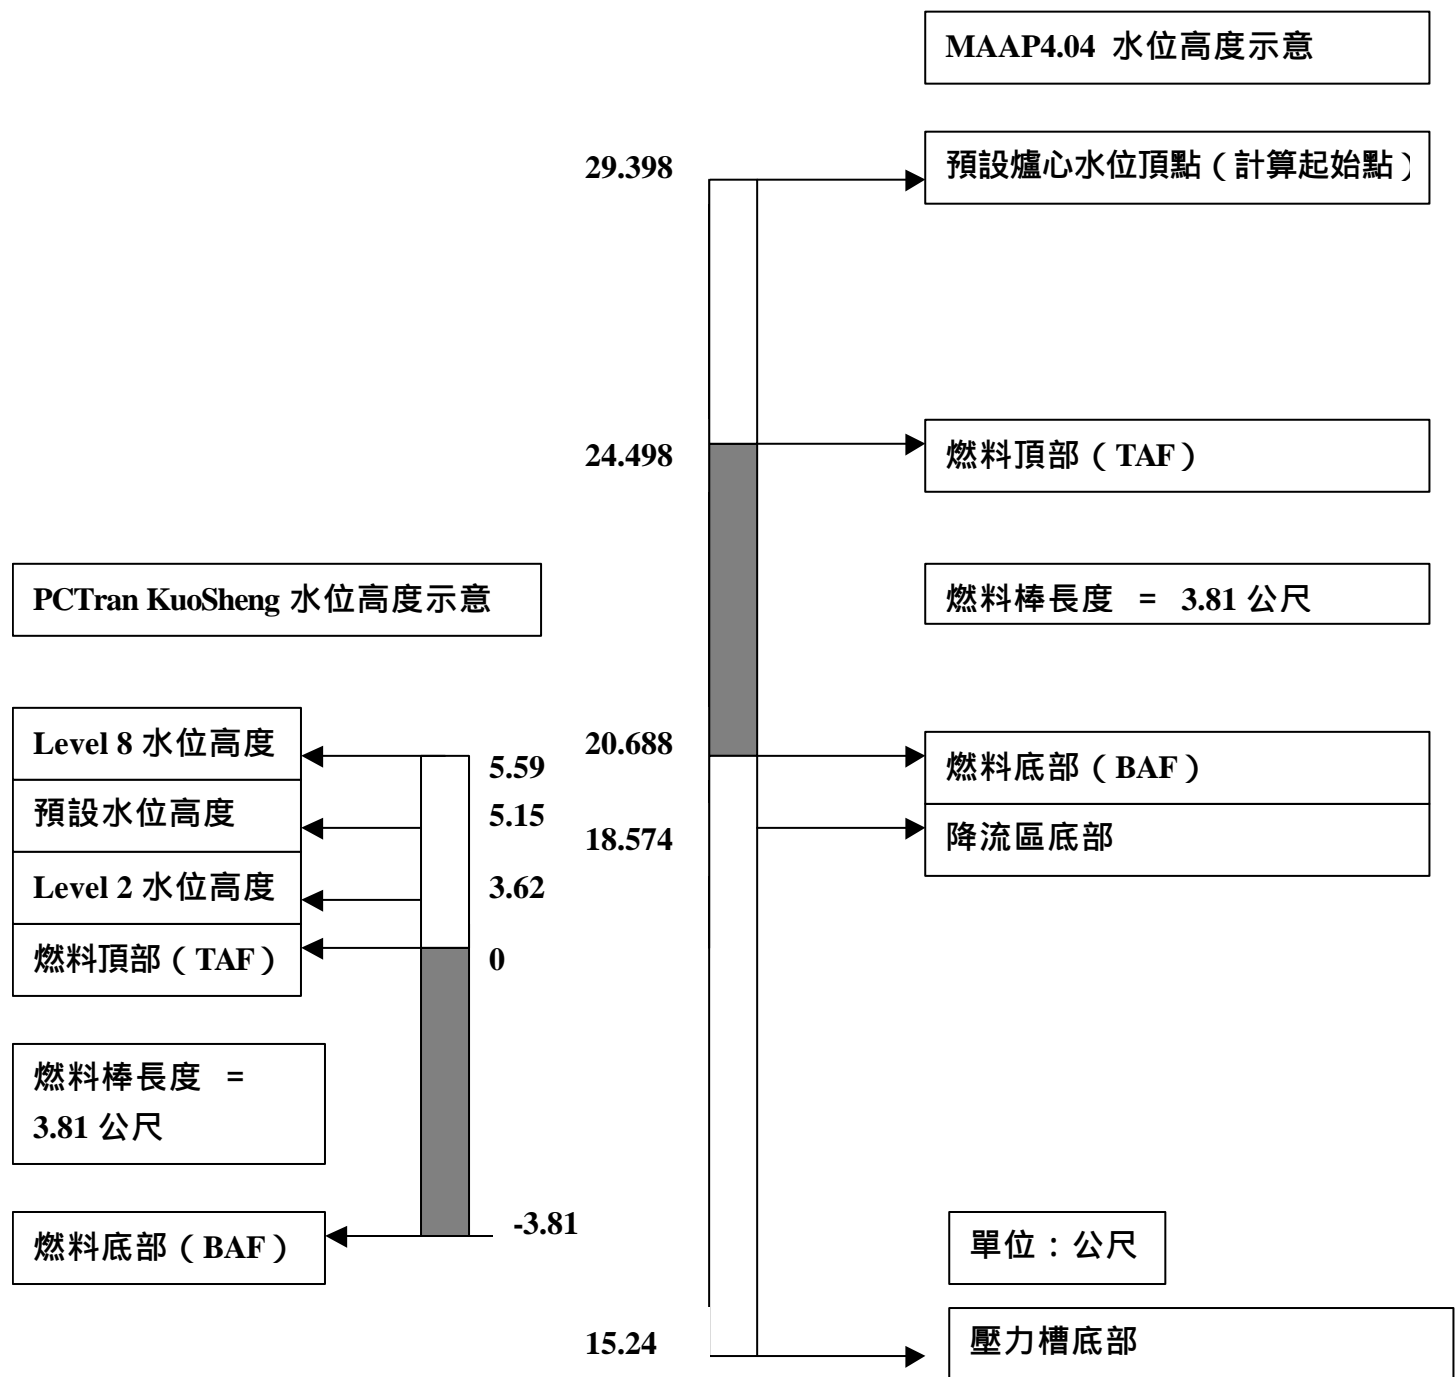 MAAP4.04 水位高度示意
29.398
預設爐心水位頂點（計算起始點）
24.498
燃料頂部（TAF）
燃料棒長度 = 3.81 公尺
20.688
燃料底部（BAF）
18.574
降流區底部
單位：公尺
15.24
壓力槽底部
PCTran KuoSheng 水位高度示意
Level 8 水位高度
5.59
預設水位高度
5.15
Level 2 水位高度
3.62
燃料頂部（TAF）
0
燃料棒長度 =
3.81 公尺
燃料底部（BAF）
-3.81